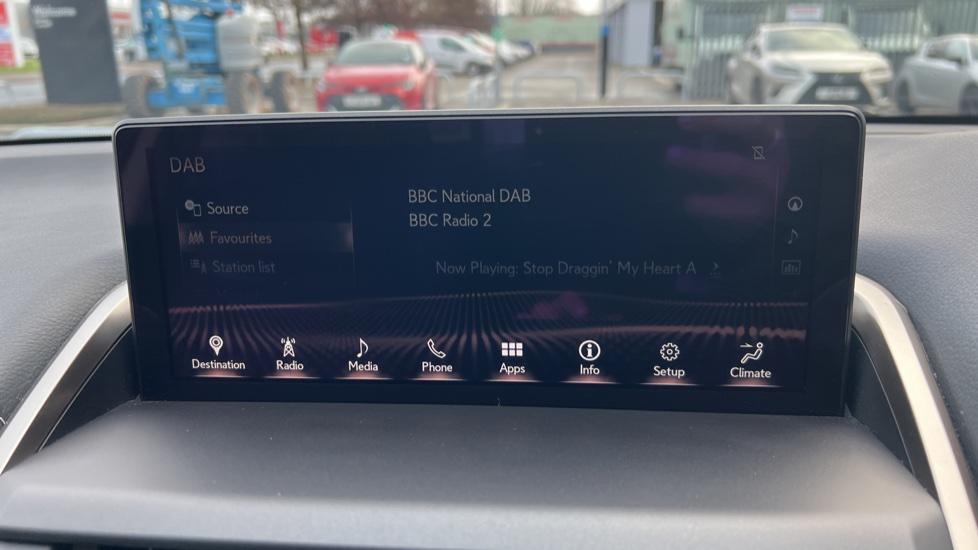 Welcome
DAB
Source
Favourites
Station list
BBC National DAB
BBC Radio 2
Now Playing: Stop Draggin' My Heart A
Destination
Radio
Media
Phone
Apps
Info
Setup
Climate